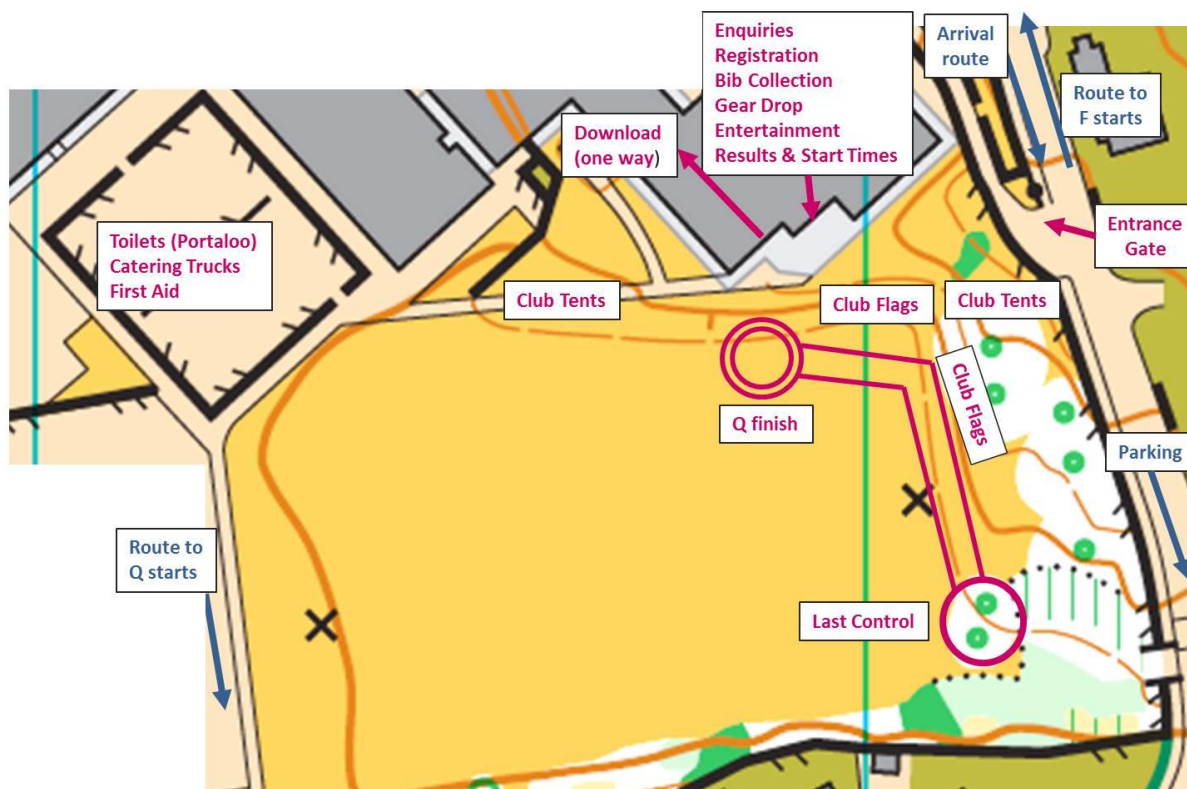 Enquiries
Registration
Bib Collection
Gear Drop
Entertainment
Results & Start Times
Arrival
route
Route to
F starts
Download
(one way)
Entrance
Gate
Toilets (Portaloo)
Catering Trucks
First Aid
Club Tents
Club Flags
Club Tents
Club Flags
Q finish
Parking
Route to
Q starts
Last Control